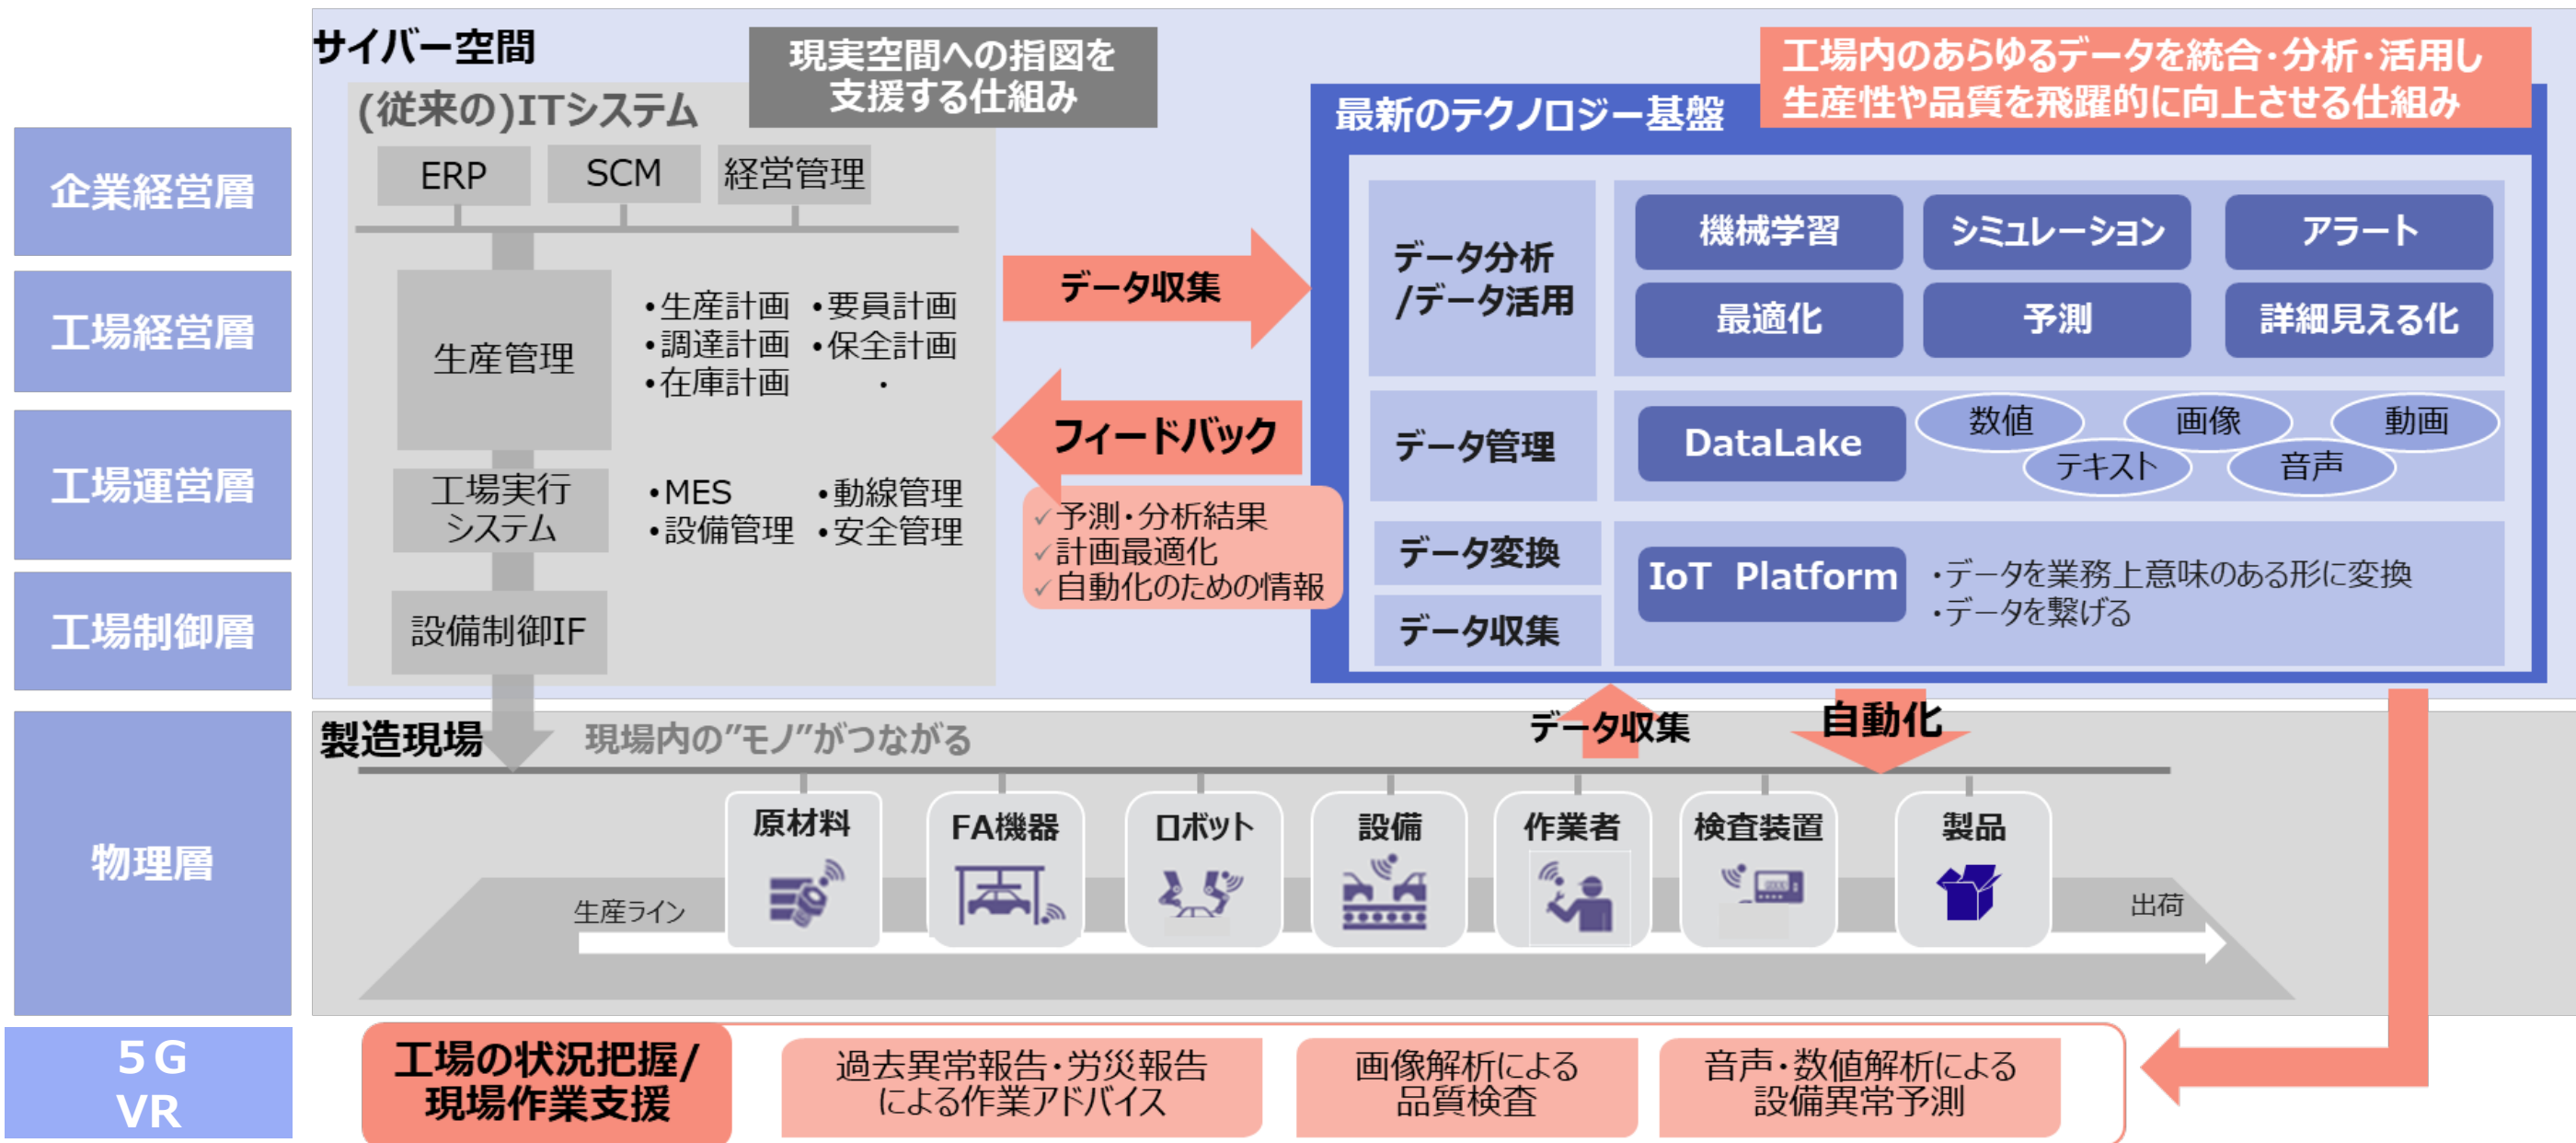 サイバー空間
現実空間への指図を
支援する仕組み
工場内のあらゆるデータを統合・分析・活用し
生産性や品質を飛躍的に向上させる仕組み
(従来の)ITシステム
最新のテクノロジー基盤
企業経営層
工場経営層
工場運営層
工場制御層
物理層
5G
VR
ERP
SCM
経営管理
生産管理
・生産計画
・調達計画
・在庫計画
・要員計画
・保全計画
・
工場実行
システム
・MES
・設備管理
・動線管理
・安全管理
設備制御IF
データ収集
フィードバック
✓予測・分析結果
✓計画最適化
✓自動化のための情報
データ分析
/データ活用
機械学習
シミュレーション
アラート
最適化
予測
詳細見える化
データ管理
DataLake
数値
画像
動画
テキスト
音声
データ変換
データ収集
IoT Platform
・データを業務上意味のある形に変換
・データを繋げる
製造現場
現場内の”モノ”がつながる
データ収集
自動化
原材料
FA機器
ロボット
設備
作業者
検査装置
製品
生産ライン
出荷
工場の状況把握/
現場作業支援
過去異常報告・労災報告
による作業アドバイス
画像解析による
品質検査
音声・数値解析による
設備異常予測